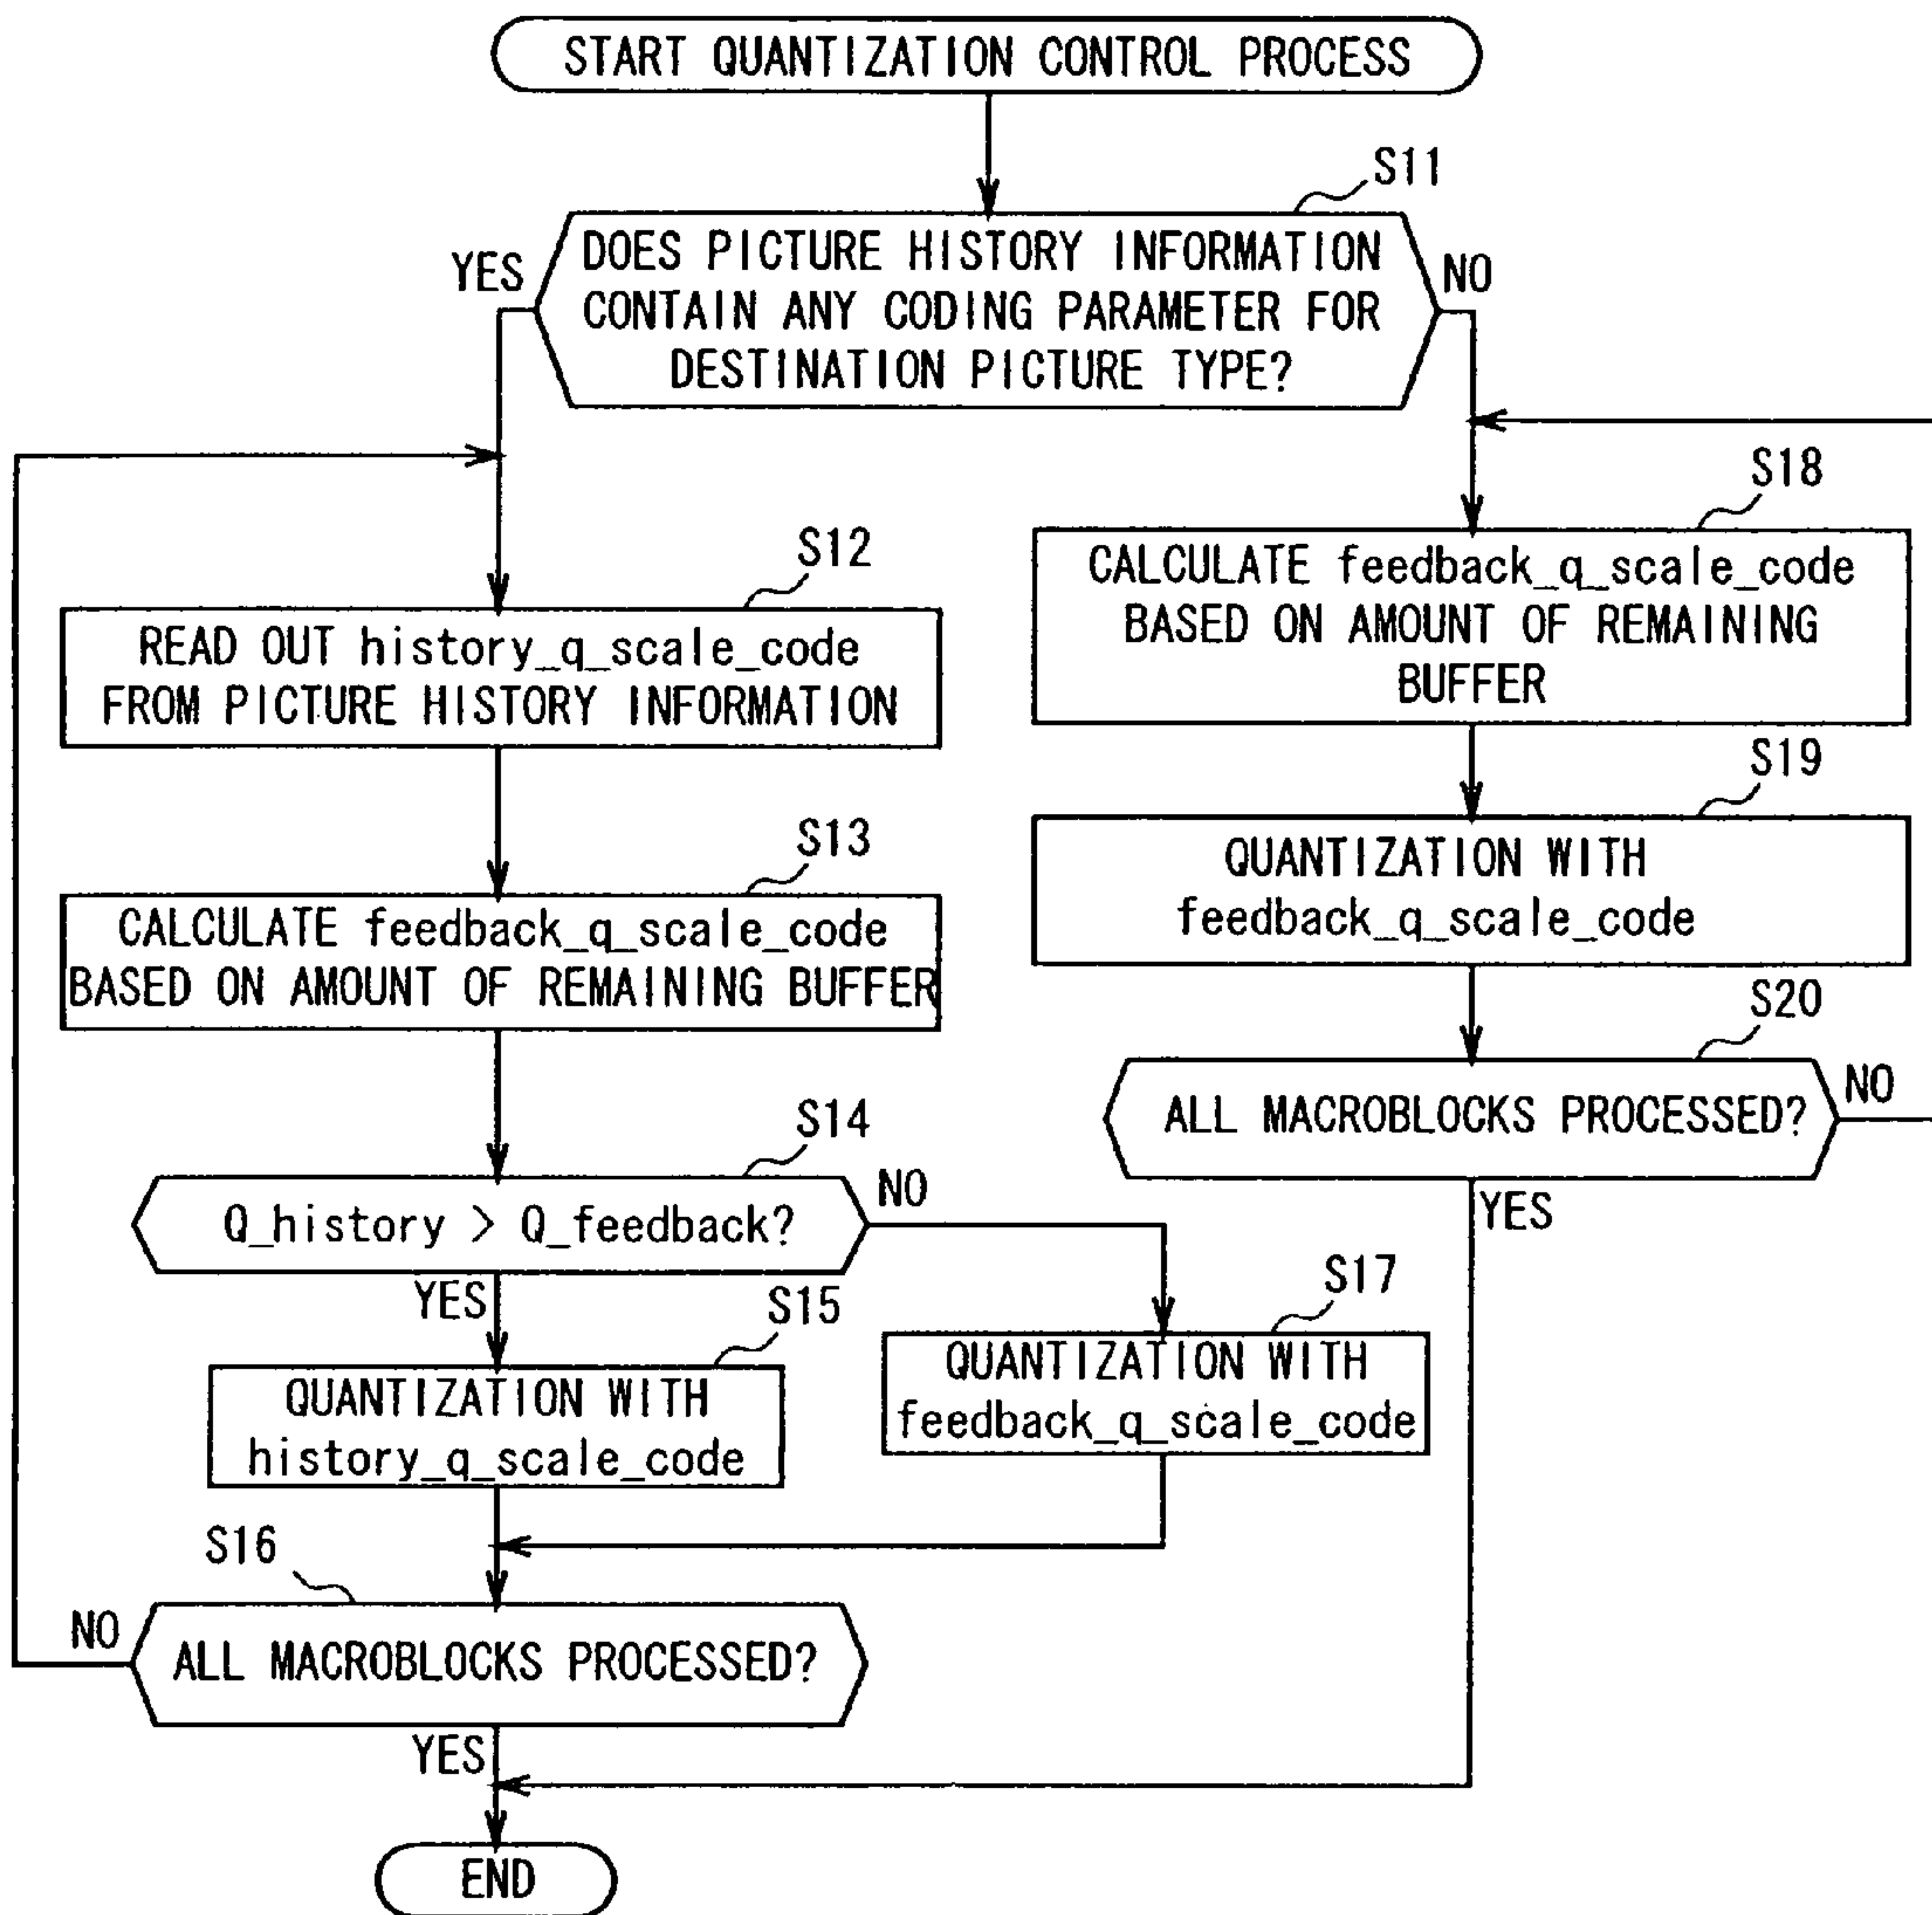 START QUANTIZATION CONTROL PROCESS
S11
YES
DOES PICTURE HISTORY INFORMATION
CONTAIN ANY CODING PARAMETER FOR
DESTINATION PICTURE TYPE?
NO
S12
READ OUT history_q_scale_code
FROM PICTURE HISTORY INFORMATION
S13
CALCULATE feedback_q_scale_code
BASED ON AMOUNT OF REMAINING BUFFER
S14
Q_history > Q_feedback?
NO
YES
S15
QUANTIZATION WITH
history_q_scale_code
S17
QUANTIZATION WITH
feedback_q_scale_code
S16
NO
ALL MACROBLOCKS PROCESSED?
YES
S18
CALCULATE feedback_q_scale_code
BASED ON AMOUNT OF REMAINING
BUFFER
S19
QUANTIZATION WITH
feedback_q_scale_code
S20
ALL MACROBLOCKS PROCESSED?
NO
YES
END